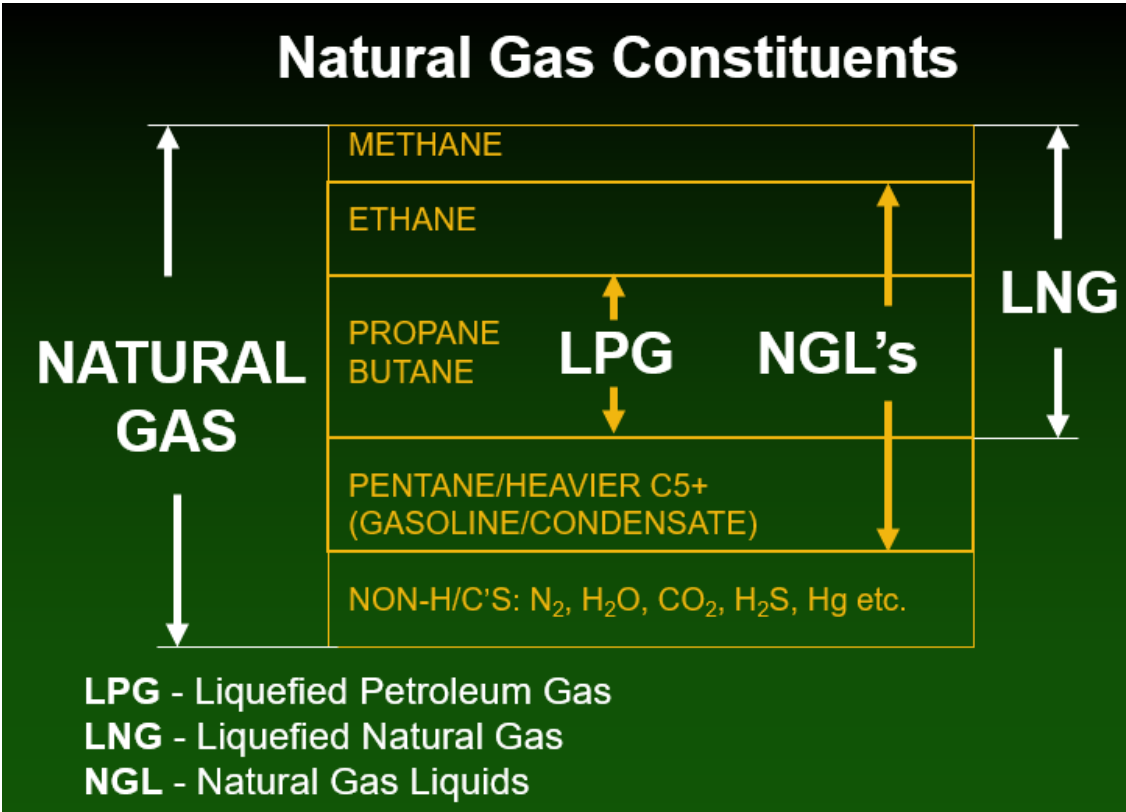 Natural Gas Constituents
METHANE
ETHANE
LNG
PROPANE
BUTANE
LPG
NGL’s
NATURAL
GAS
PENTANE/HEAVIER C5+
(GASOLINE/CONDENSATE)
NON-H/C’S: N₂, H₂O, CO₂, H₂S, Hg etc.
LPG - Liquefied Petroleum Gas
LNG - Liquefied Natural Gas
NGL - Natural Gas Liquids